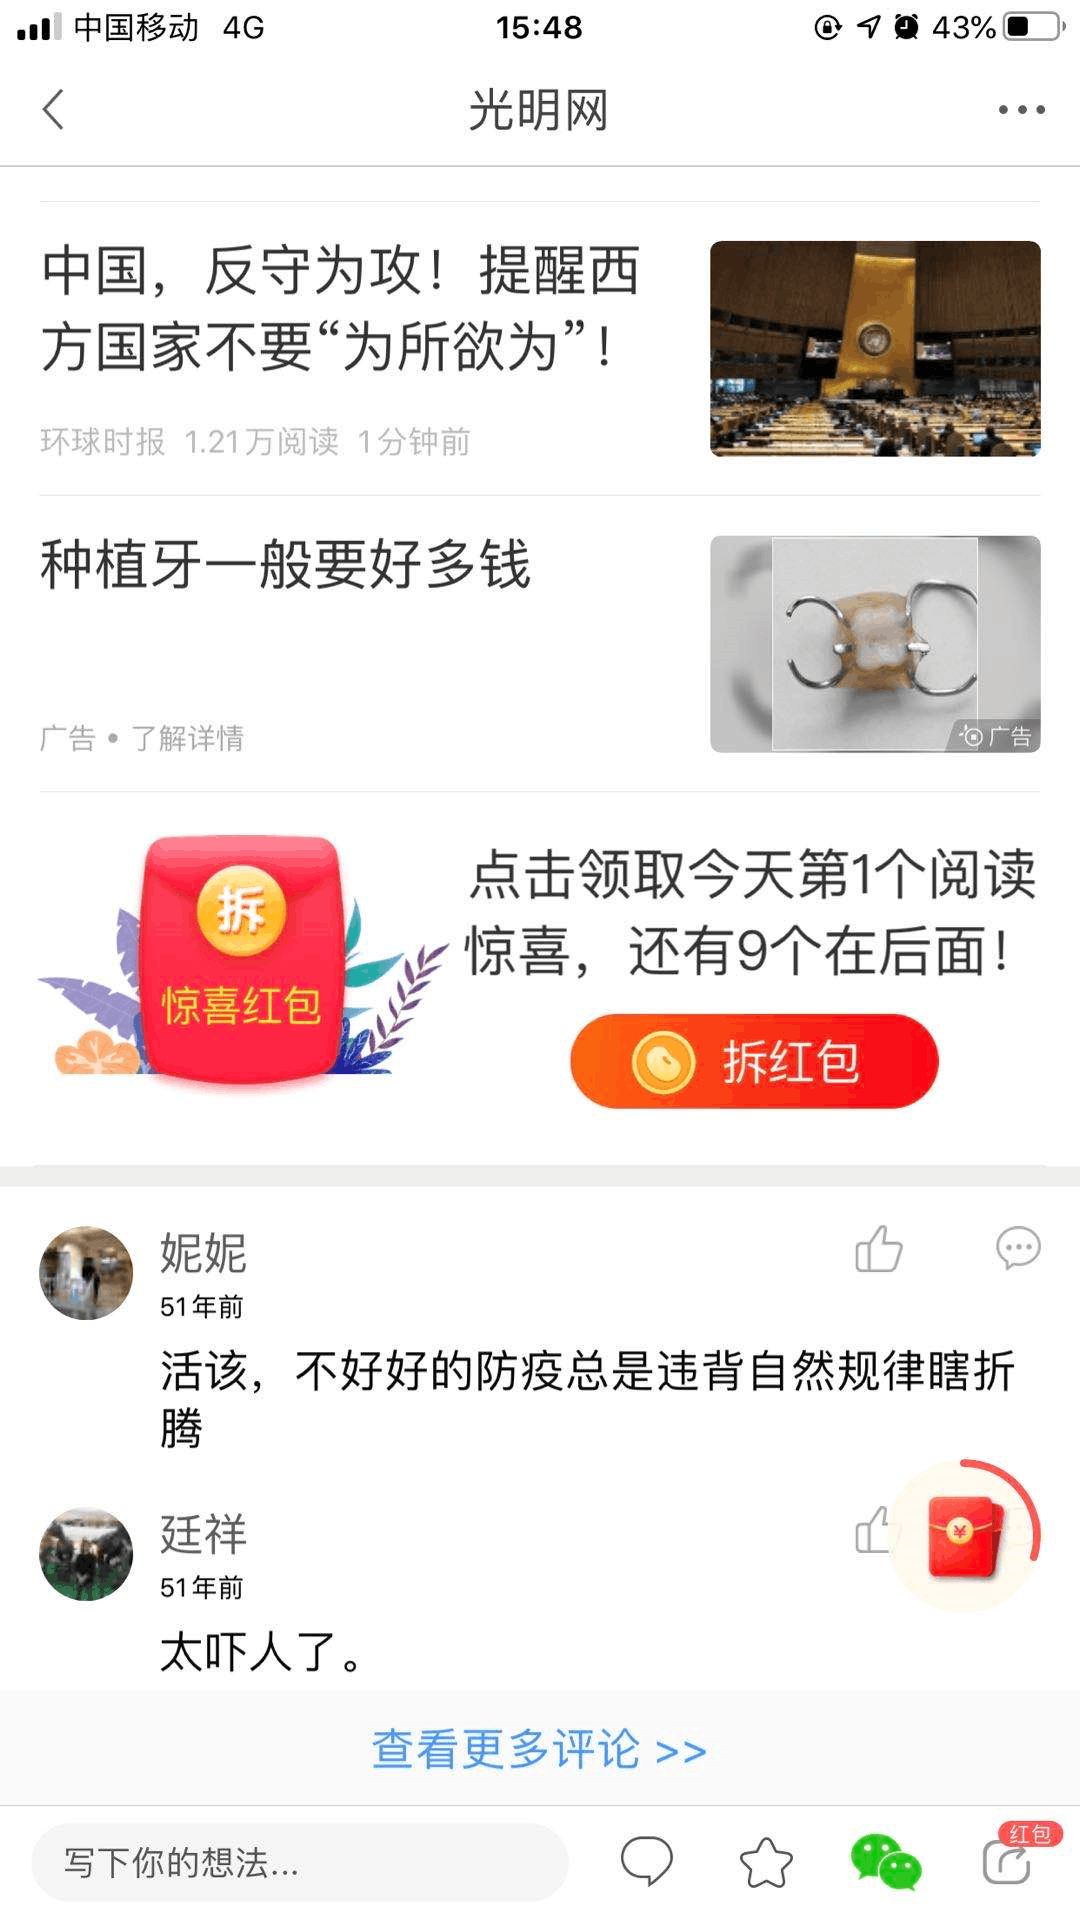 中国移动 4G 15:48 43%
光明网
中国，反守为攻！提醒西
方国家不要“为所欲为”！
环球时报 1.21万阅读 1分钟前
种植牙一般要好多钱
广告 • 了解详情
广告
拆
惊喜红包
点击领取今天第1个阅读
惊喜，还有9个在后面！
拆红包
妮妮
51年前
活该，不好好的防疫总是违背自然规律瞎折
腾
廷祥
51年前
¥
太吓人了。
查看更多评论 >>
写下你的想法...
红包